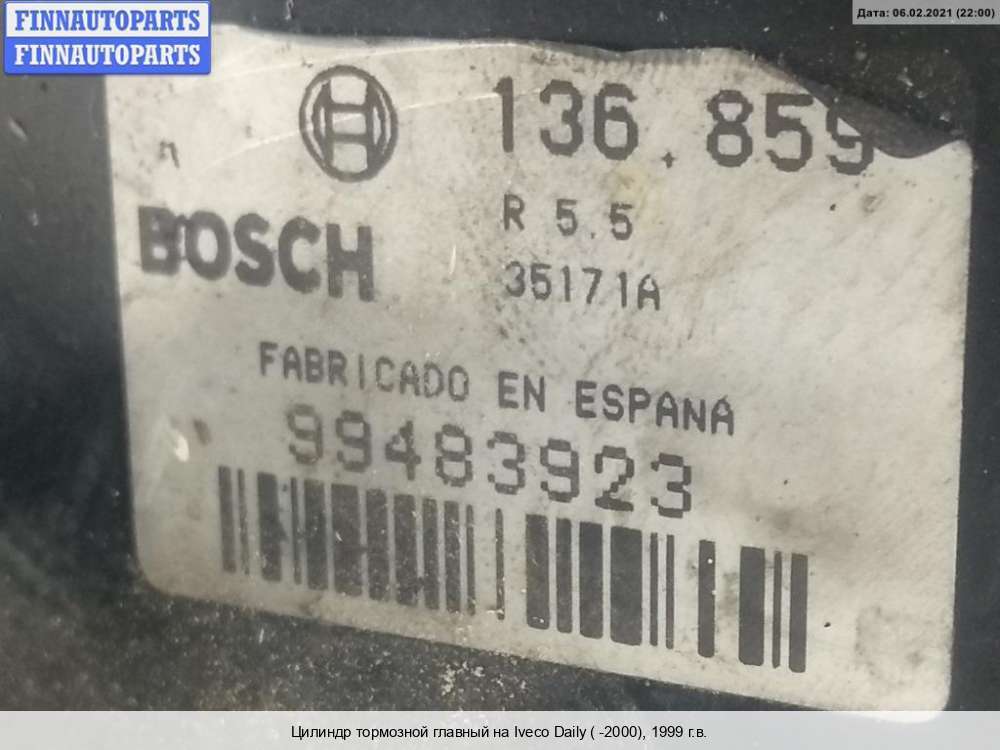 FINNAUTOPARTS
FINNAUTOPARTS
Дата: 06.02.2021 (22:00)
136.859
BOSCH
R 5.5
35171A
FABRICADO EN ESPANA
99483923
Цилиндр тормозной главный на Iveco Daily ( -2000), 1999 г.в.